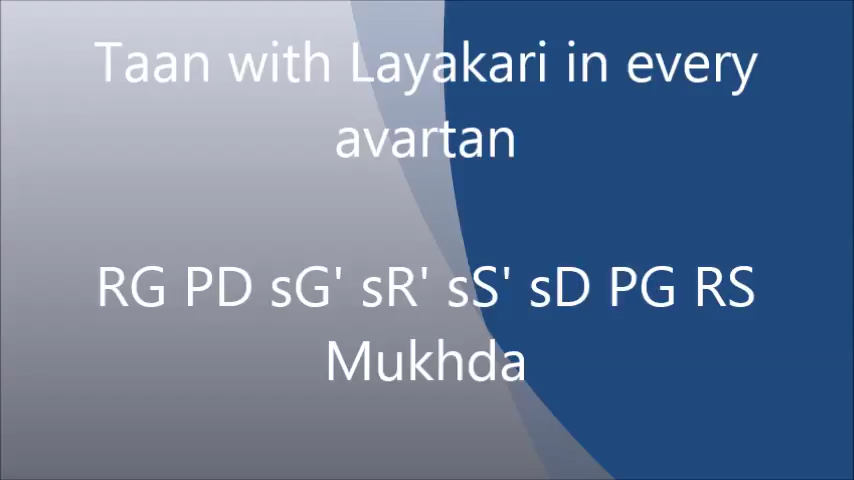 Taan with Layakari in every
avartan
RG PD sG' sR' sS' sD PG RS
Mukhda